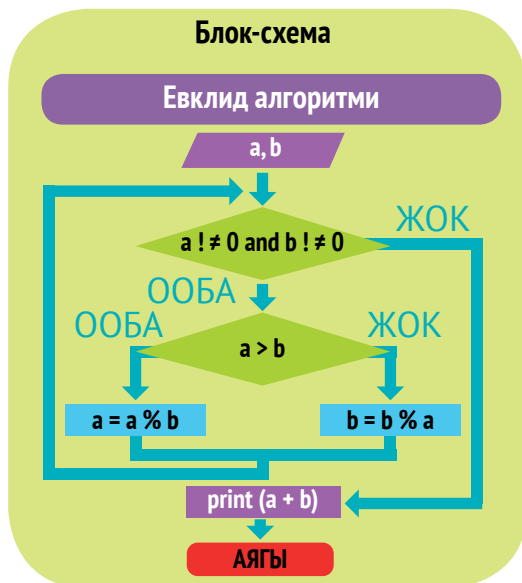 Блок-схема
Евклид алгоритми
a, b
a ! ≠ 0 and b ! ≠ 0
ЖОК
ООБА
ООБА
ЖОК
a > b
a = a % b
b = b % a
print (a + b)
АЯГЫ